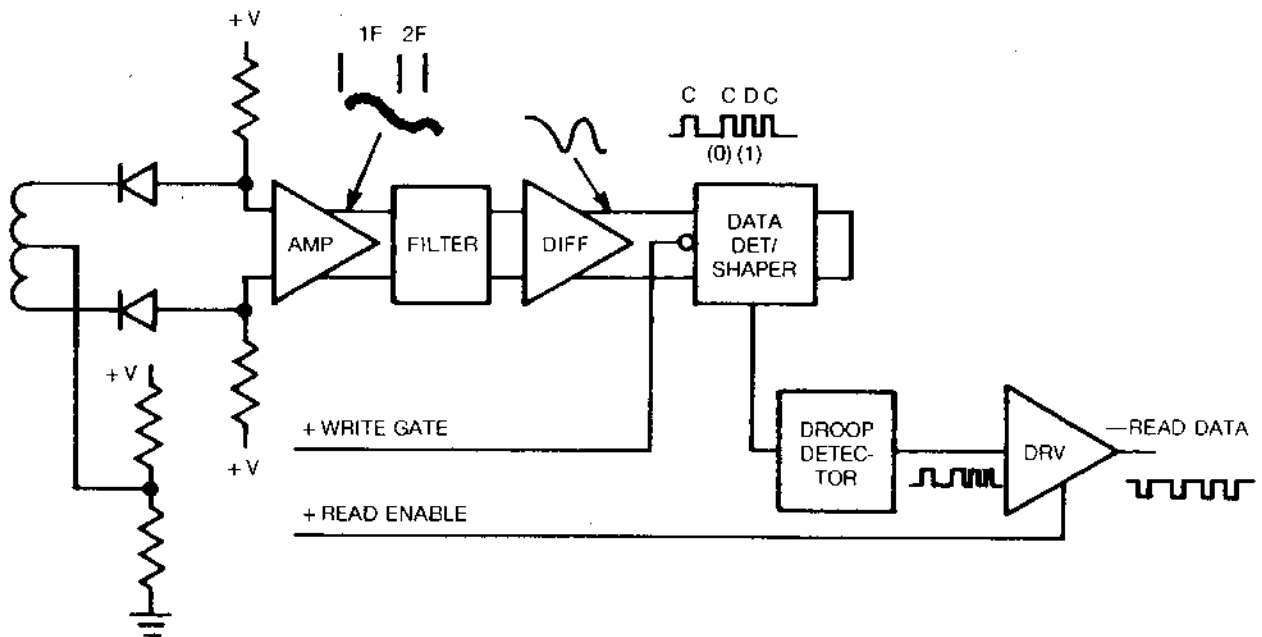 + V
1F 2F
C C D C
(0) (1)
AMP
FILTER
DIFF
DATA
DET/
SHAPER
+ V
+ V
+ WRITE GATE
DROOP
DETEC-
TOR
DRV
—READ DATA
+ READ ENABLE